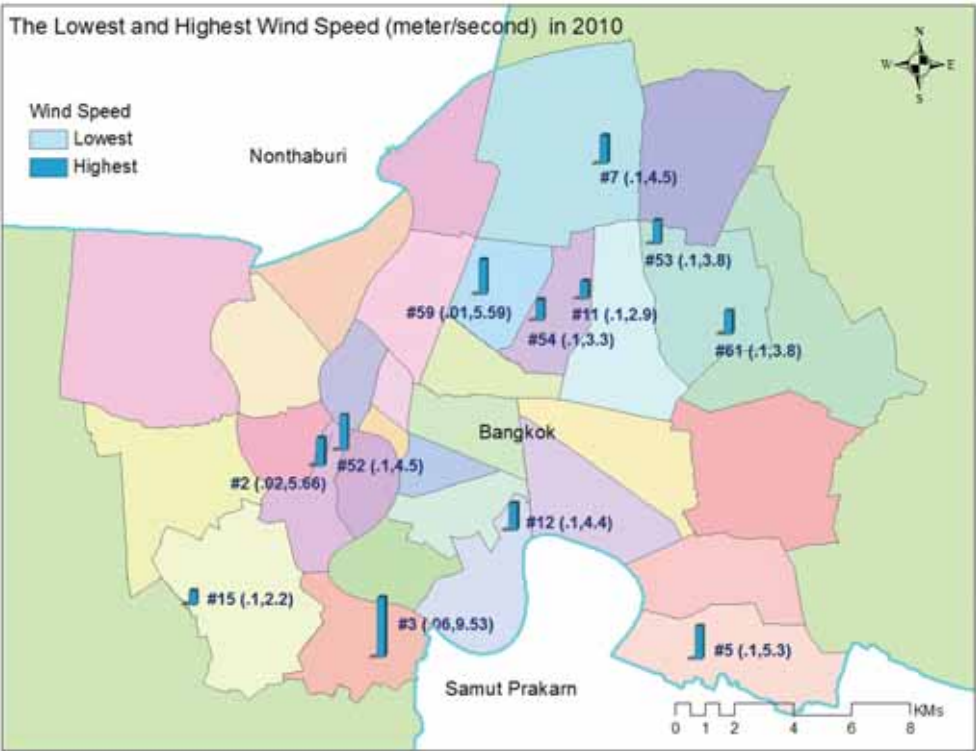 The Lowest and Highest Wind Speed (meter/second) in 2010
N
W E
S
Wind Speed
Lowest
Highest
Nonthaburi
#7 (.1,4.5)
#53 (.1,3.8)
#59 (.01,5.59)
#11 (.1,2.9)
#54 (.1,3.3)
#61 (.1,3.8)
Bangkok
#52 (.1,4.5)
#2 (.02,5.66)
#12 (.1,4.4)
#15 (.1,2.2)
#3 (.06,9.53)
#5 (.1,5.3)
Samut Prakarn
KMs
0 1 2 4 6 8